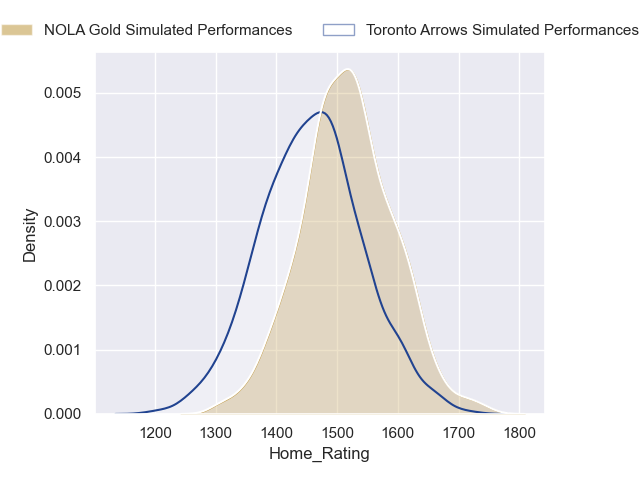 NOLA Gold Simulated Performances Toronto Arrows Simulated Performances
0.005
0.004
0.003
0.002
0.001
0.000
Density
1200 1300 1400 1500 1600 1700 1800
Home_Rating